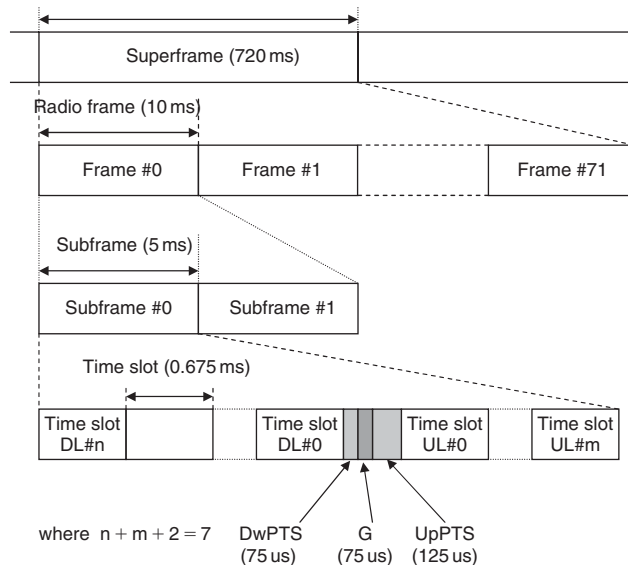 Superframe (720 ms)
Radio frame (10 ms)
Frame #0
Frame #1
Frame #71
Subframe (5 ms)
Subframe #0
Subframe #1
Time slot (0.675 ms)
Time slot
DL#n
Time slot
DL#0
Time slot
UL#0
Time slot
UL#m
where n + m + 2 = 7
DwPTS
(75 us)
G
(75 us)
UpPTS
(125 us)